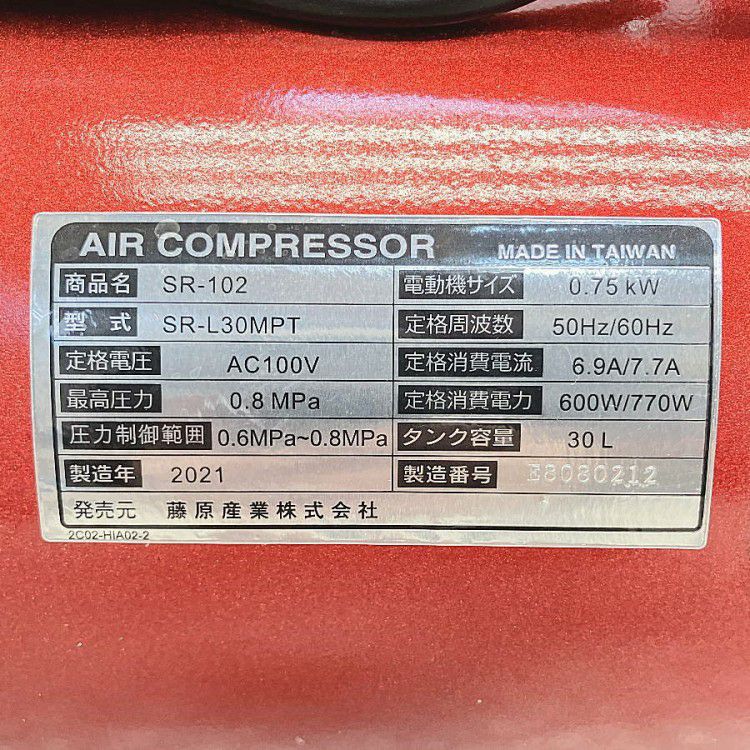 AIR COMPRESSOR MADE IN TAIWAN
商品名 SR-102 電動機サイズ 0.75 kW
型式 SR-L30MPT 定格周波数 50Hz/60Hz
定格電圧 AC100V 定格消費電流 6.9A/7.7A
最高圧力 0.8 MPa 定格消費電力 600W/770W
圧力制御範囲 0.6MPa~0.8MPa タンク容量 30 L
製造年 2021 製造番号 E8080212
発売元 藤原産業株式会社
2C02-HIA02-2